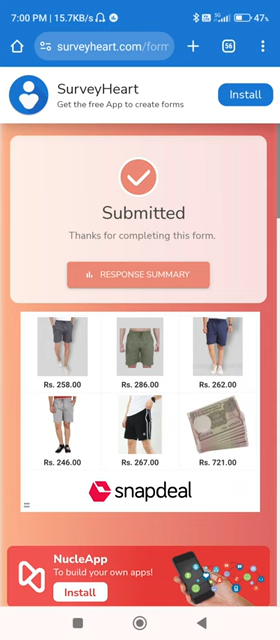 7:00 PM | 15.7KB/s
47%
surveyheart.com/form
56
SurveyHeart
Get the free App to create forms
Install
Submitted
Thanks for completing this form.
RESPONSE SUMMARY
Rs. 258.00 Rs. 286.00 Rs. 262.00
Rs. 246.00 Rs. 267.00 Rs. 721.00
snapdeal
NucleApp
To build your own apps!
Install